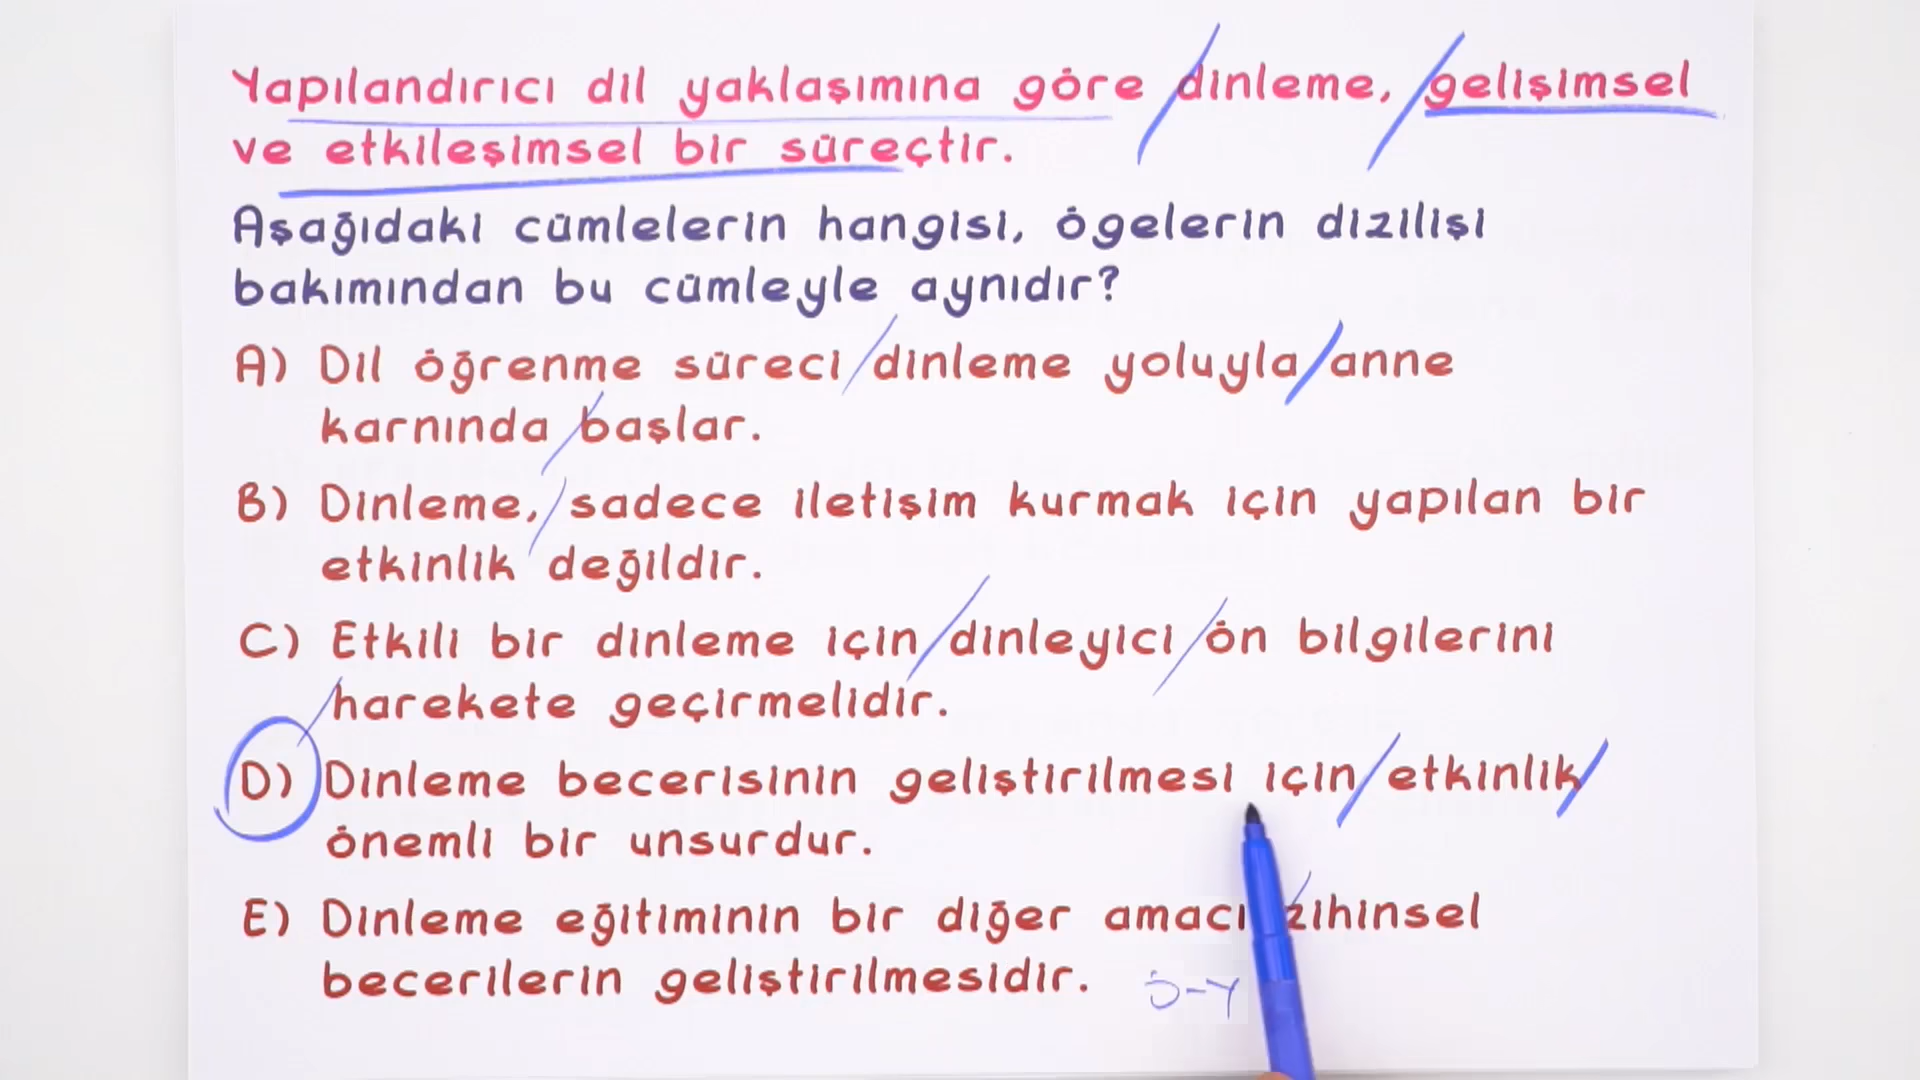 Yapılandırıcı dil yaklaşımına göre dinleme, gelişimsel
ve etkileşimsel bir süreçtir.
Aşağıdaki cümlelerin hangisi, ögelerin dizilişi
bakımından bu cümleyle aynıdır?
A) Dil öğrenme süreci dinleme yoluyla anne
karnında başlar.
B) Dinleme, sadece iletişim kurmak için yapılan bir
etkinlik değildir.
C) Etkili bir dinleme için dinleyici ön bilgilerini
harekete geçirmelidir.
D) Dinleme becerisinin geliştirilmesi için etkinlik
önemli bir unsurdur.
E) Dinleme eğitiminin bir diğer amacı zihinsel
becerilerin geliştirilmesidir.
Ö-Y